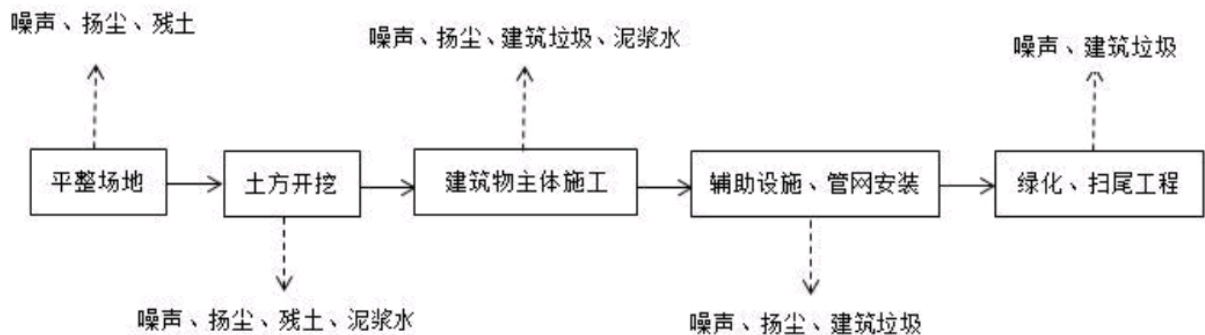 噪声、扬尘、残土
噪声、扬尘、建筑垃圾、泥浆水
噪声、建筑垃圾
平整场地
土方开挖
建筑物主体施工
辅助设施、管网安装
绿化、扫尾工程
噪声、扬尘、残土、泥浆水
噪声、扬尘、建筑垃圾